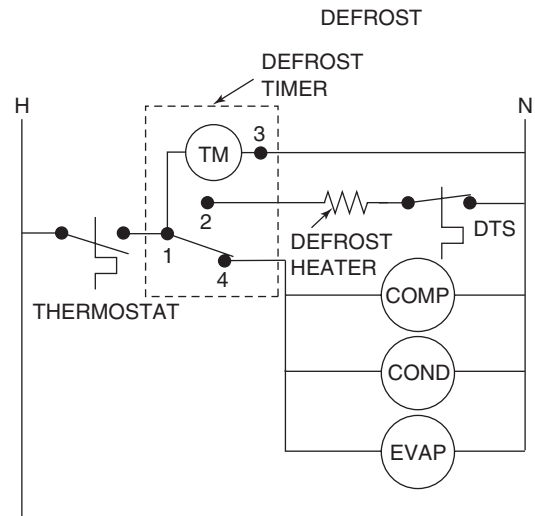 DEFROST
DEFROST
TIMER
H
N
TM
3
2
1
4
DTS
DEFROST
HEATER
THERMOSTAT
COMP
COND
EVAP